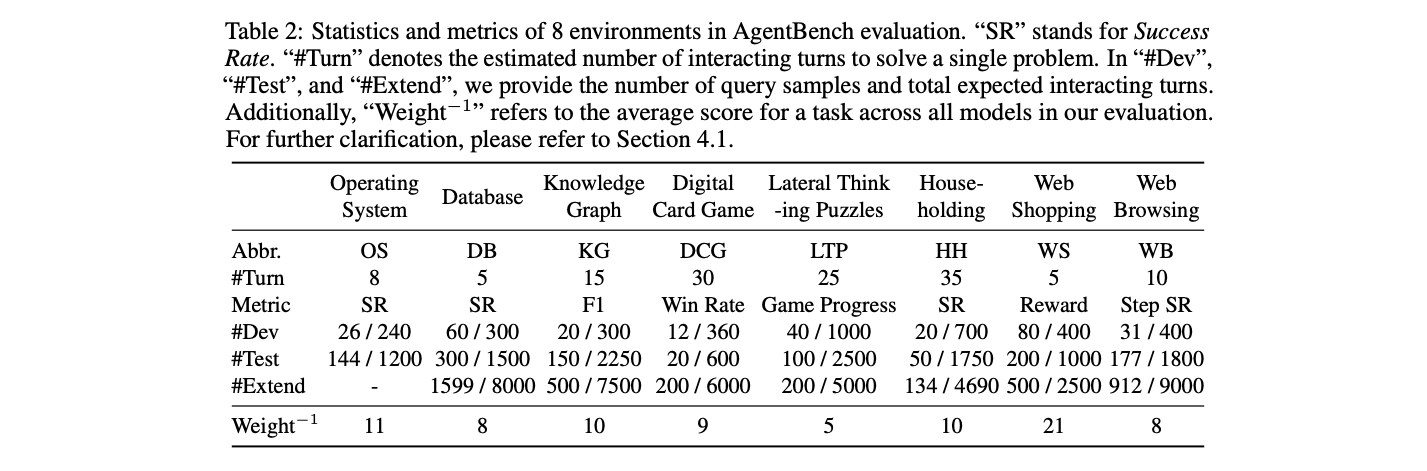 Table 2: Statistics and metrics of 8 environments in AgentBench evaluation. “SR” stands for Success
Rate. “#Turn” denotes the estimated number of interacting turns to solve a single problem. In “#Dev”,
“#Test”, and “#Extend”, we provide the number of query samples and total expected interacting turns.
Additionally, “Weight⁻¹” refers to the average score for a task across all models in our evaluation.
For further clarification, please refer to Section 4.1.
Operating Database Knowledge Digital Lateral Think House- Web Web
System Graph Card Game -ing Puzzles holding Shopping Browsing
Abbr. OS DB KG DCG LTP HH WS WB
#Turn 8 5 15 30 25 35 5 10
Metric SR SR F1 Win Rate Game Progress SR Reward Step SR
#Dev 26 / 240 60 / 300 20 / 300 12 / 360 40 / 1000 20 / 700 80 / 400 31 / 400
#Test 144 / 1200 300 / 1500 150 / 2250 20 / 600 100 / 2500 50 / 1750 200 / 1000 177 / 1800
#Extend - 1599 / 8000 500 / 7500 200 / 6000 200 / 5000 134 / 4690 500 / 2500 912 / 9000
Weight⁻¹ 11 8 10 9 5 10 21 8